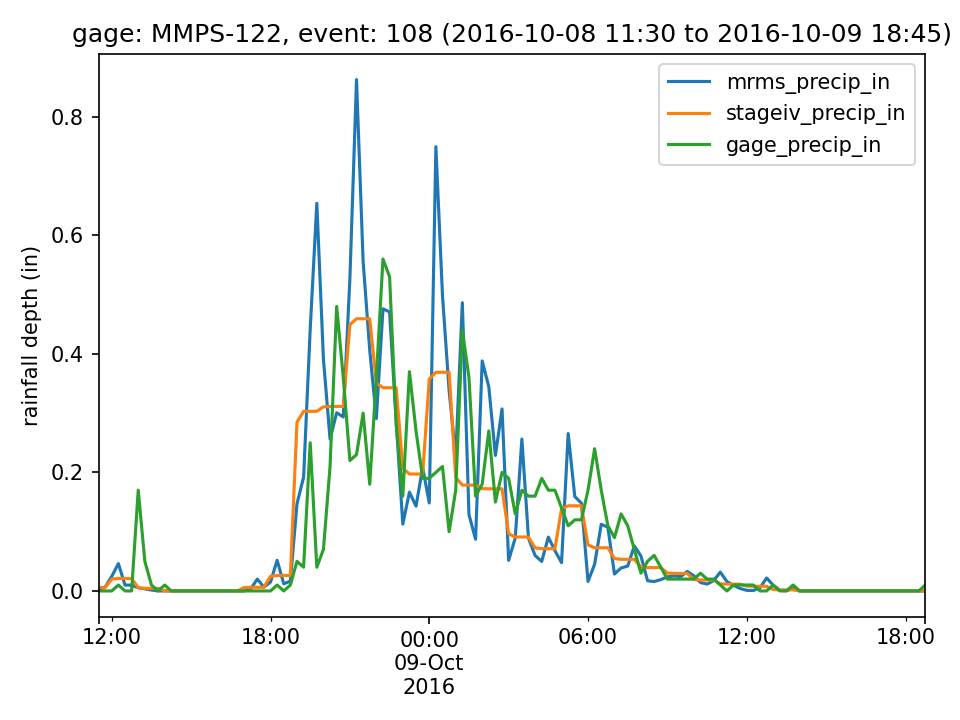 gage: MMPS-122, event: 108 (2016-10-08 11:30 to 2016-10-09 18:45)
mrms_precip_in
stageiv_precip_in
gage_precip_in
rainfall depth (in)
0.8
0.6
0.4
0.2
0.0
12:00 18:00 00:00 06:00 12:00 18:00
09-Oct
2016